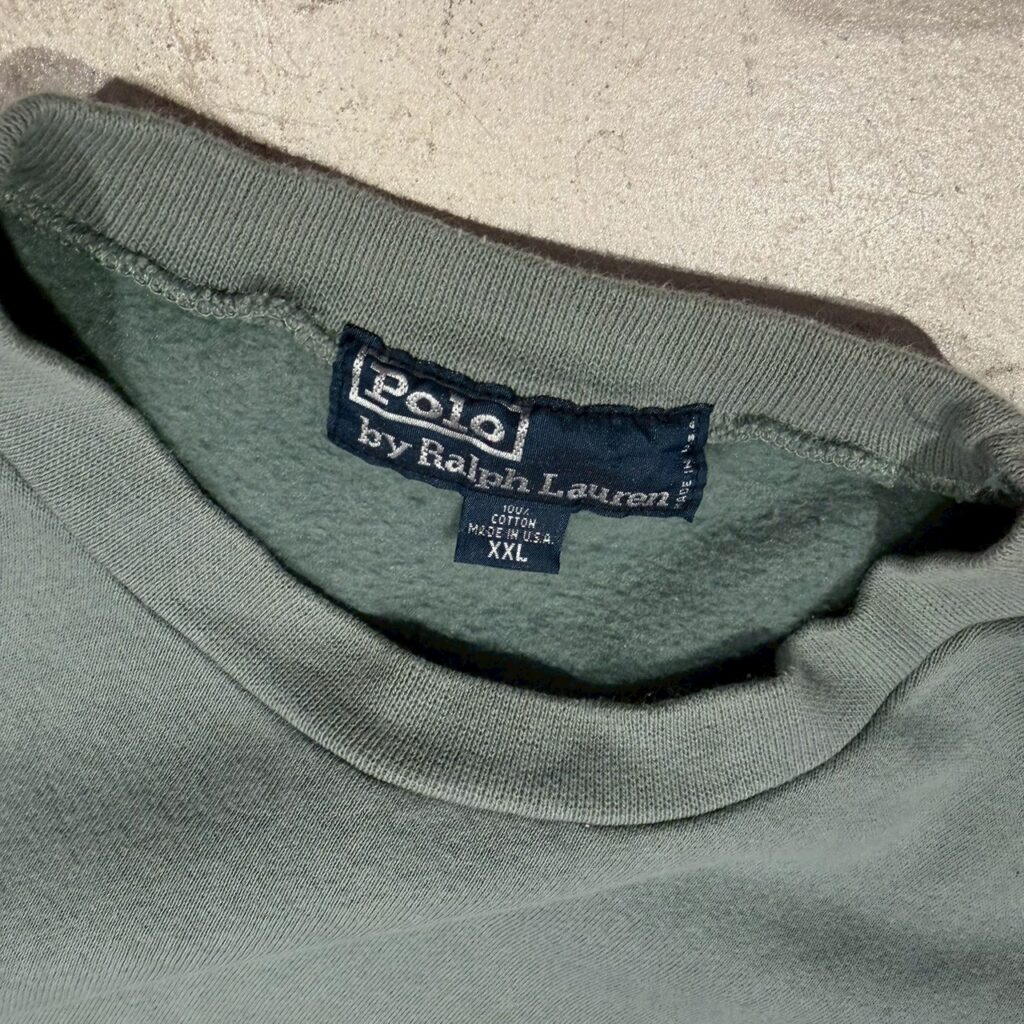 Polo
by Ralph Lauren
MADE IN U.S.A.
100%
COTTON
MADE IN U.S.A.
XXL